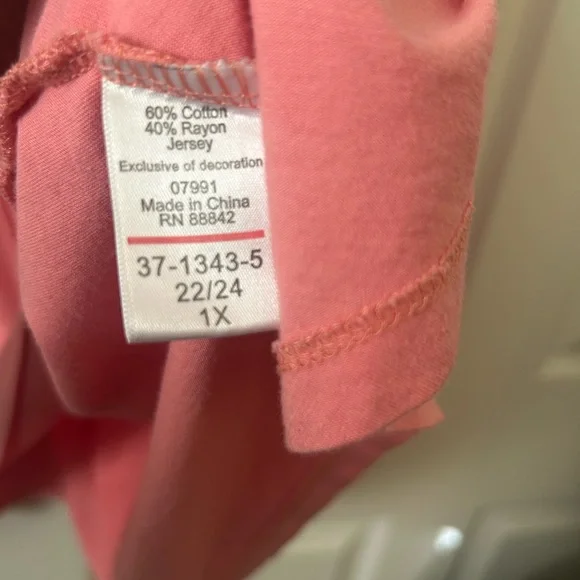 60% Cotton
40% Rayon
Jersey
Exclusive of decoration
07991
Made in China
RN 88842
37-1343-5
22/24
1X